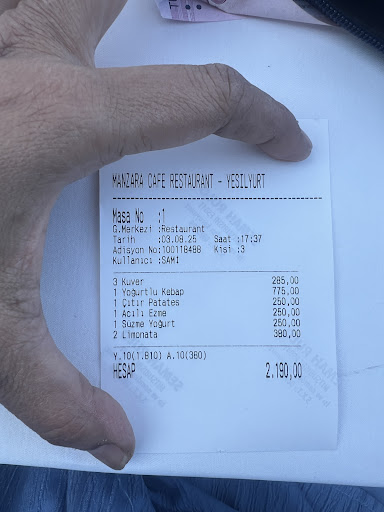 MANZARA CAFE RESTAURANT - YESILYURT
Masa No :1
G.Merkezi :Restaurant
Tarih :03.08.25 Saat :17:37
Adisyon No:100118488 Kisi :3
Kullanıcı :SAMI
3 Kuver 285,00
1 Yoğurtlu Kebap 775,00
1 Çıtır Patates 250,00
1 Acılı Ezme 250,00
1 Süzme Yoğurt 250,00
2 Limonata 380,00
Y.10(1.810) A.10(380)
HESAP 2.190,00